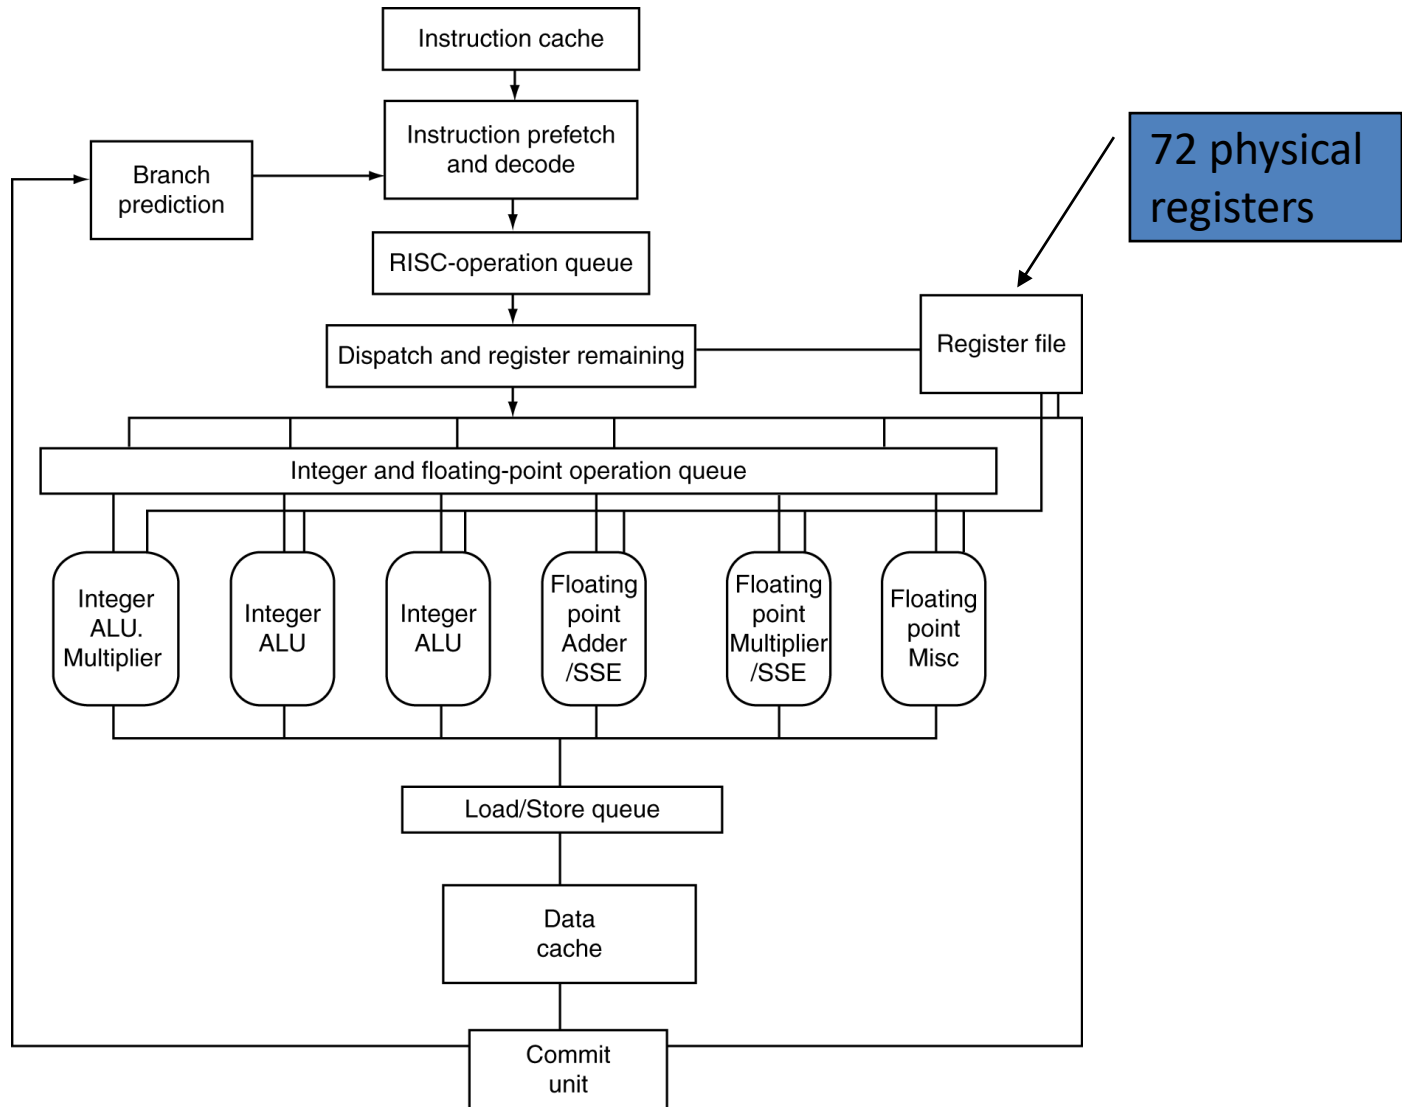 Instruction cache
Instruction prefetch
and decode
72 physical
registers
Branch
prediction
RISC-operation queue
Dispatch and register remaining
Register file
Integer and floating-point operation queue
Integer
ALU.
Multiplier
Integer
ALU
Integer
ALU
Floating
point
Adder
/SSE
Floating
point
Multiplier
/SSE
Floating
point
Misc
Load/Store queue
Data
cache
Commit
unit